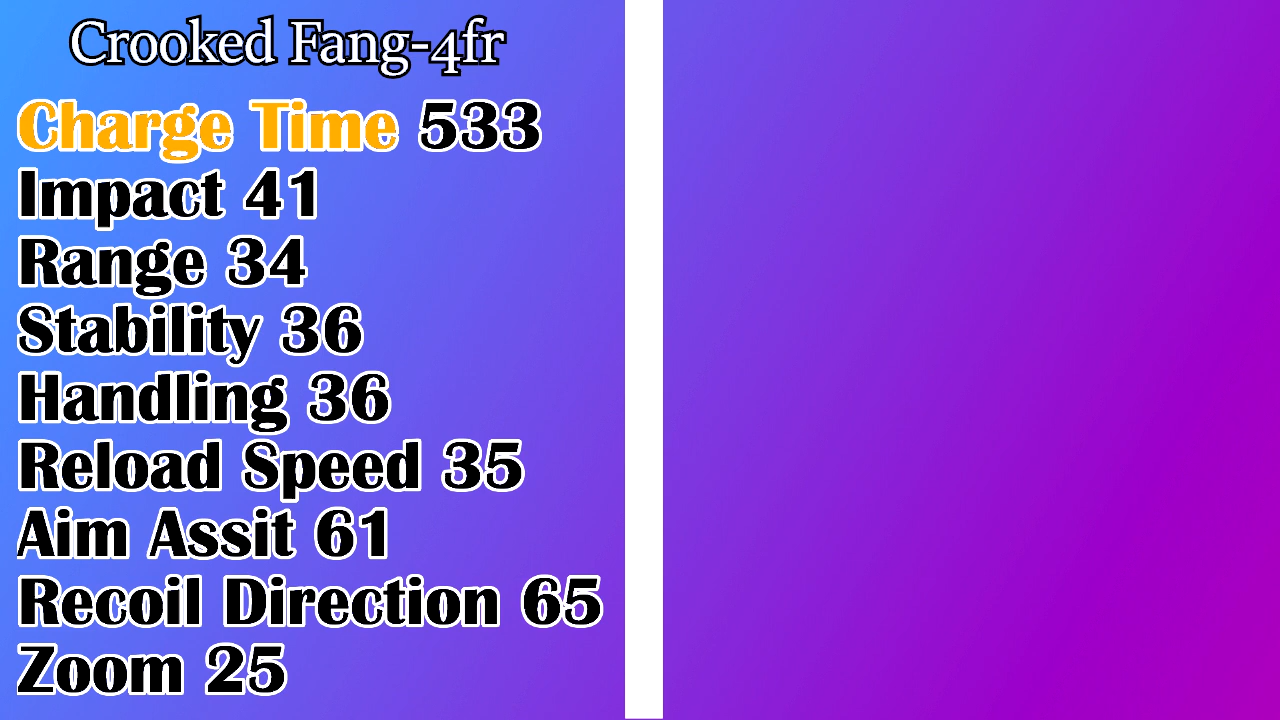 Crooked Fang-4fr
Charge Time 533
Impact 41
Range 34
Stability 36
Handling 36
Reload Speed 35
Aim Assit 61
Recoil Direction 65
Zoom 25